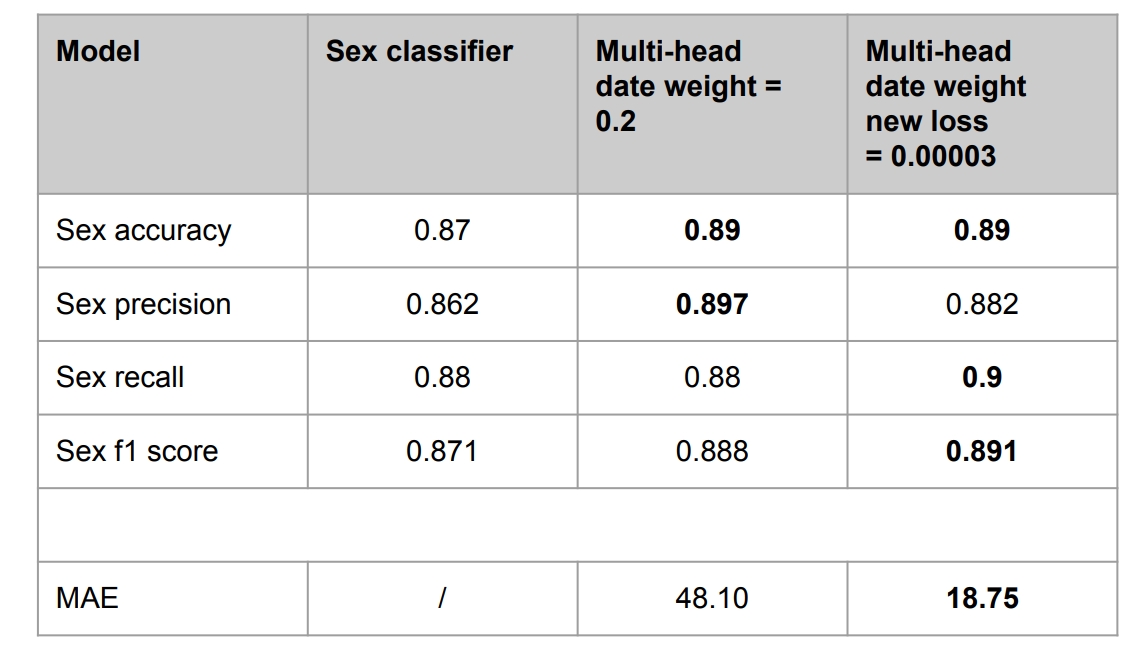 Model Sex classifier Multi-head date weight = 0.2 Multi-head date weight new loss = 0.00003
Sex accuracy 0.87 0.89 0.89
Sex precision 0.862 0.897 0.882
Sex recall 0.88 0.88 0.9
Sex f1 score 0.871 0.888 0.891
MAE / 48.10 18.75